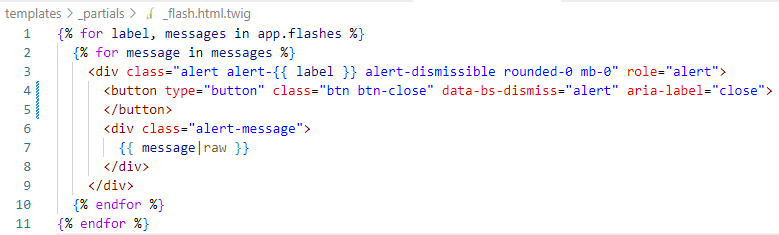 templates > _partials > _flash.html.twig
1 {% for label, messages in app.flashes %}
2 {% for message in messages %}
3 <div class="alert alert-{{ label }} alert-dismissible rounded-0 mb-0" role="alert">
4 <button type="button" class="btn btn-close" data-bs-dismiss="alert" aria-label="close">
5 </button>
6 <div class="alert-message">
7 {{ message|raw }}
8 </div>
9 </div>
10 {% endfor %}
11 {% endfor %}